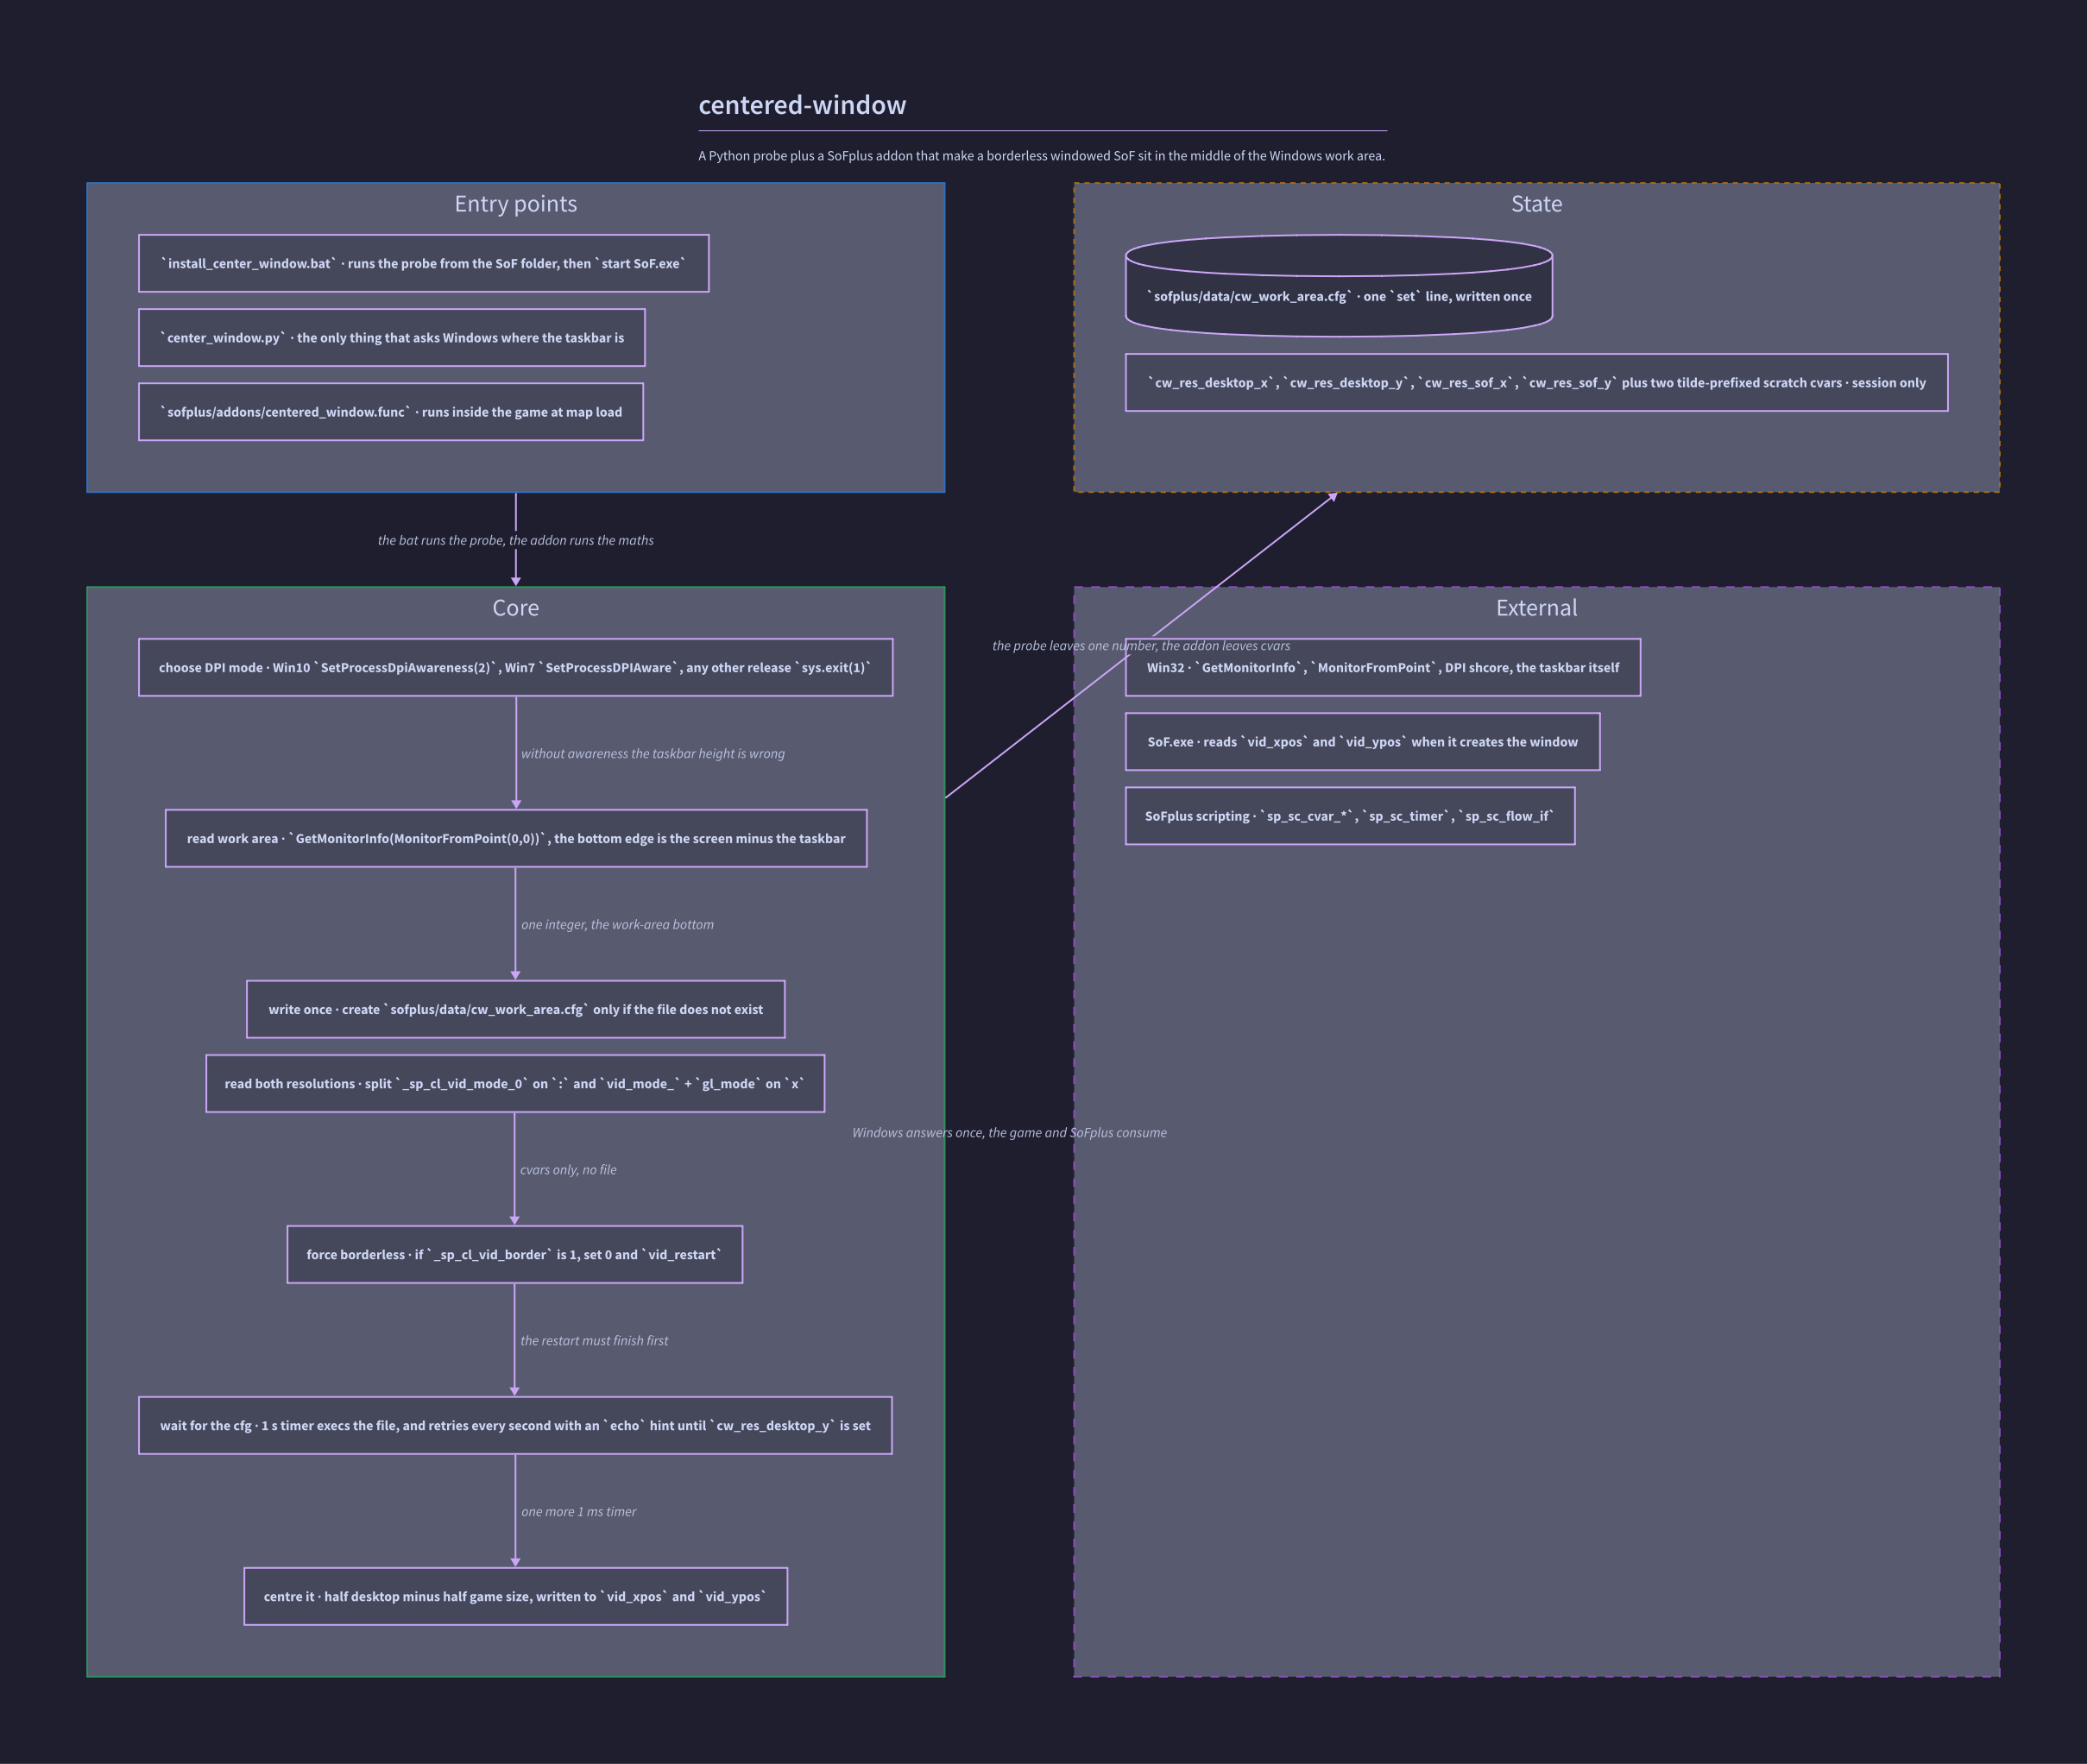 centered-window
A Python probe plus a SoFplus addon that make a borderless windowed SoF sit in the middle of the Windows work area.
Entry points
`install_center_window.bat` · runs the probe from the SoF folder, then `start SoF.exe`
`center_window.py` · the only thing that asks Windows where the taskbar is
`sofplus/addons/centered_window.func` · runs inside the game at map load
State
`sofplus/data/cw_work_area.cfg` · one `set` line, written once
`cw_res_desktop_x`, `cw_res_desktop_y`, `cw_res_sof_x`, `cw_res_sof_y` plus two tilde-prefixed scratch cvars · session only
the bat runs the probe, the addon runs the maths
Core
choose DPI mode · Win10 `SetProcessDpiAwareness(2)`, Win7 `SetProcessDPIAware`, any other release `sys.exit(1)`
without awareness the taskbar height is wrong
read work area · `GetMonitorInfo(MonitorFromPoint(0,0))`, the bottom edge is the screen minus the taskbar
one integer, the work-area bottom
write once · create `sofplus/data/cw_work_area.cfg` only if the file does not exist
read both resolutions · split `_sp_cl_vid_mode_0` on `:` and `vid_mode_` + `gl_mode` on `x`
cvars only, no file
force borderless · if `_sp_cl_vid_border` is 1, set 0 and `vid_restart`
the restart must finish first
wait for the cfg · 1 s timer execs the file, and retries every second with an `echo` hint until `cw_res_desktop_y` is set
one more 1 ms timer
centre it · half desktop minus half game size, written to `vid_xpos` and `vid_ypos`
the probe leaves one number, the addon leaves cvars
Windows answers once, the game and SoFplus consume
External
Win32 · `GetMonitorInfo`, `MonitorFromPoint`, DPI shcore, the taskbar itself
SoF.exe · reads `vid_xpos` and `vid_ypos` when it creates the window
SoFplus scripting · `sp_sc_cvar_*`, `sp_sc_timer`, `sp_sc_flow_if`